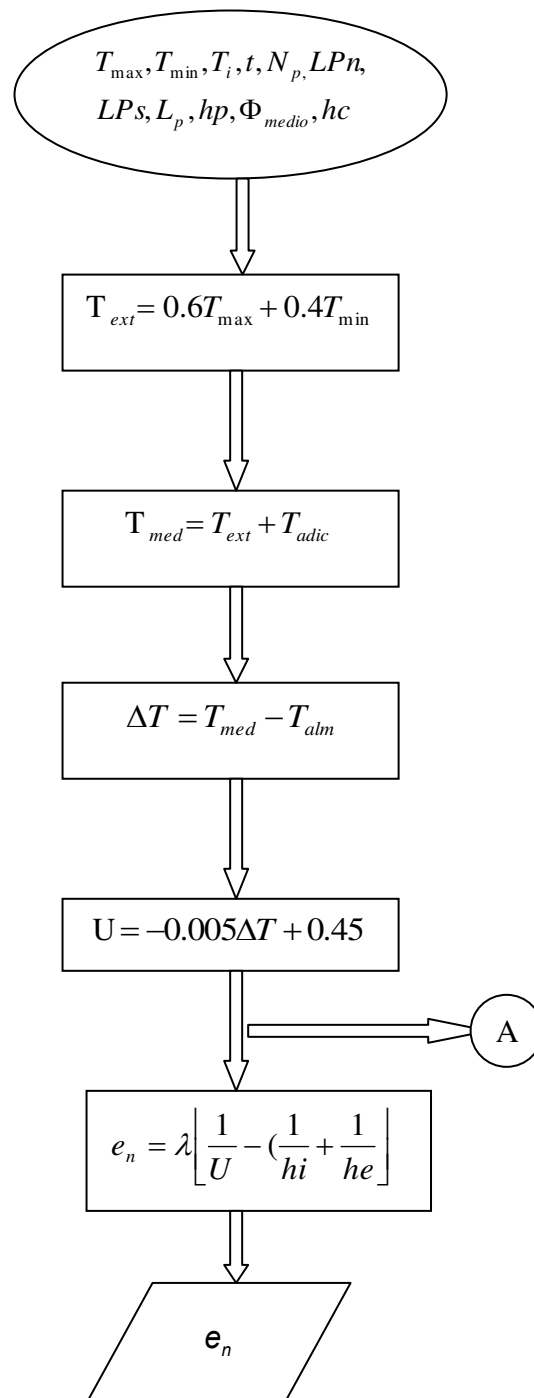 T_max, T_min, T_i, t, N_p, LPn,
LPs, L_p, hp, Φ_medio, hc
T_ext = 0.6T_max + 0.4T_min
T_med = T_ext + T_adic
ΔT = T_med − T_alm
U = −0.005ΔT + 0.45
A
e_n = λ⌊1/U − (1/hi + 1/he⌋
e_n